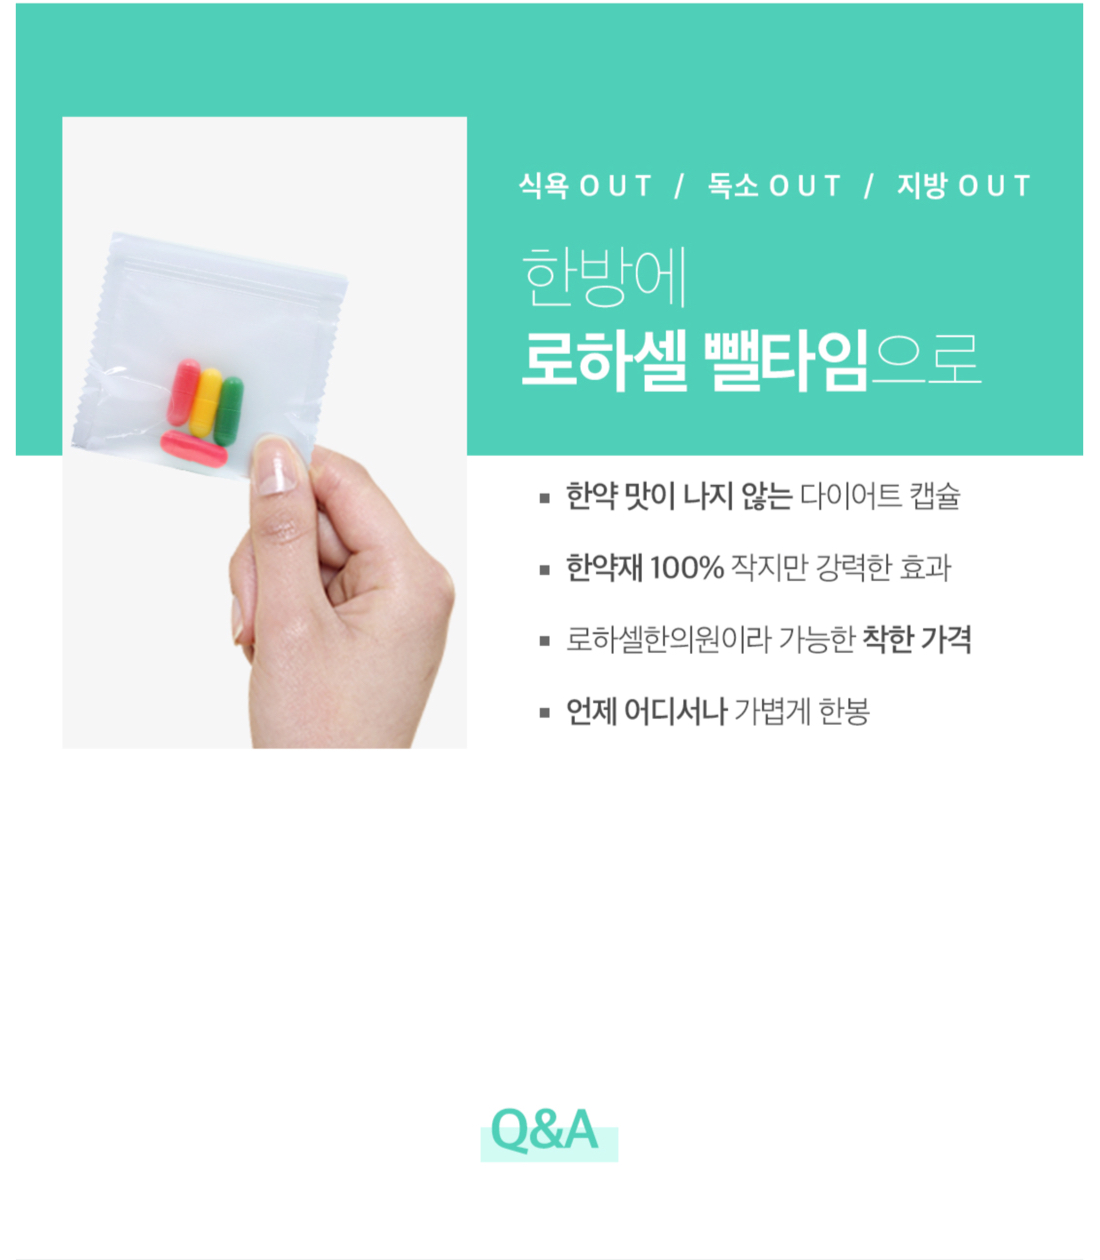 식욕 OUT / 독소 OUT / 지방 OUT
한방에
로하셀 뺄타임으로
▪ 한약 맛이 나지 않는 다이어트 캡슐
▪ 한약재 100% 작지만 강력한 효과
▪ 로하셀한의원이라 가능한 착한 가격
▪ 언제 어디서나 가볍게 한봉
Q&A